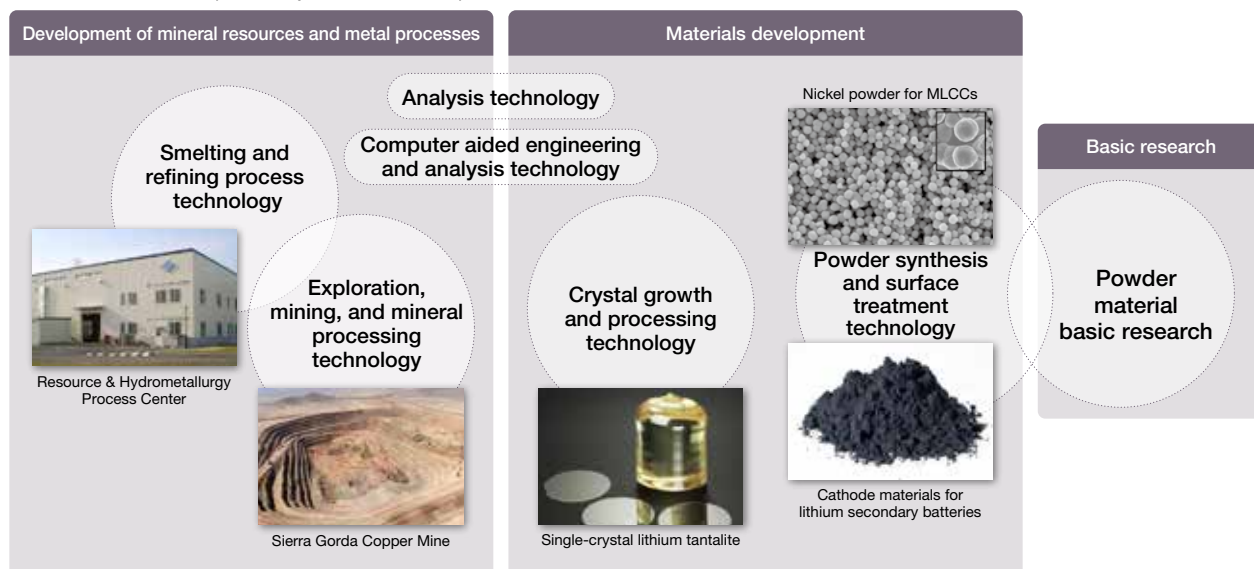 Development of mineral resources and metal processes
Materials development
Basic research
Analysis technology
Computer aided engineering
and analysis technology
Smelting and
refining process
technology
Exploration,
mining, and mineral
processing
technology
Resource & Hydrometallurgy
Process Center
Sierra Gorda Copper Mine
Crystal growth
and processing
technology
Single-crystal lithium tantalite
Nickel powder for MLCCs
Powder synthesis
and surface
treatment
technology
Cathode materials for
lithium secondary batteries
Powder
material
basic research